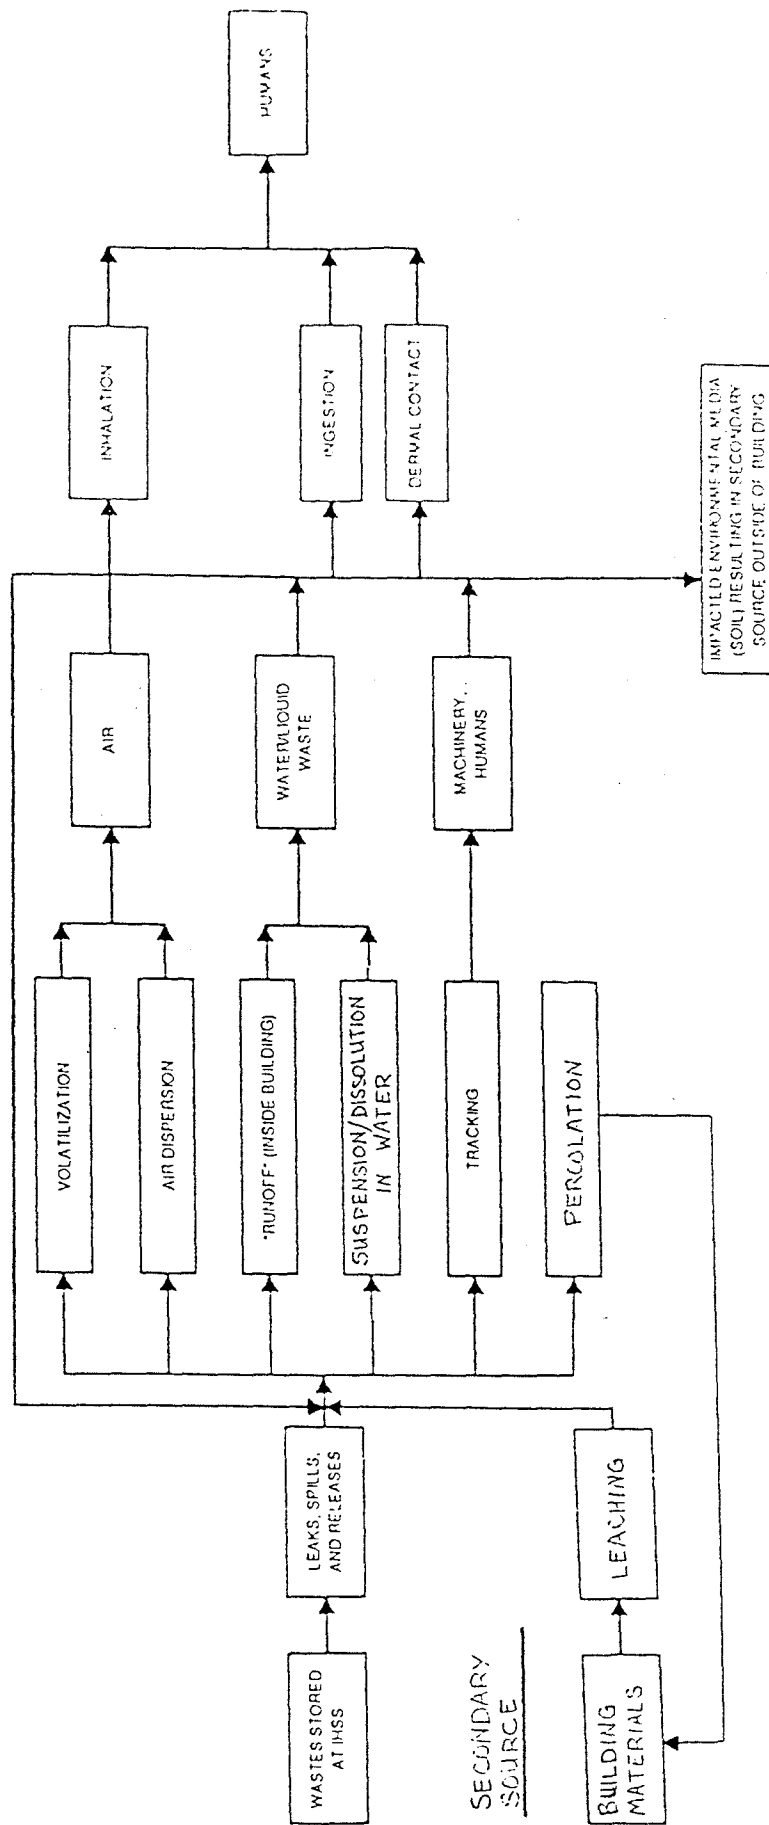 WASTES STORED
AT IHSS
LEAKS, SPILLS,
AND RELEASES
SECONDARY
SOURCE
BUILDING
MATERIALS
LEACHING
VOLATILIZATION
AIR DISPERSION
"RUNOFF" (INSIDE BUILDING)
SUSPENSION/DISSOLUTION
IN WATER
TRACKING
PERCOLATION
AIR
WATER/LIQUID
WASTE
MACHINERY,
HUMANS
INHALATION
INGESTION
DERMAL CONTACT
HUMANS
IMPACTED ENVIRONMENTAL MEDIA
(SOIL) RESULTING IN SECONDARY
SOURCE OUTSIDE OF BUILDING